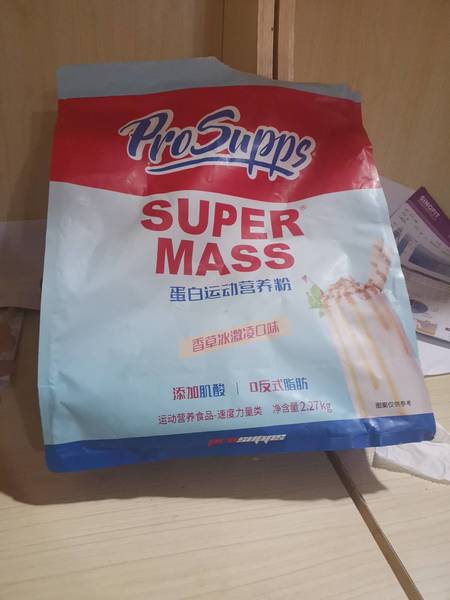 ProSupps
SUPER
MASS
蛋白运动营养粉
香草冰激凌口味
添加肌酸 | 0反式脂肪
运动营养食品-速度力量类 净含量2.27kg
图案仅供参考
prosupps
SINOFIT